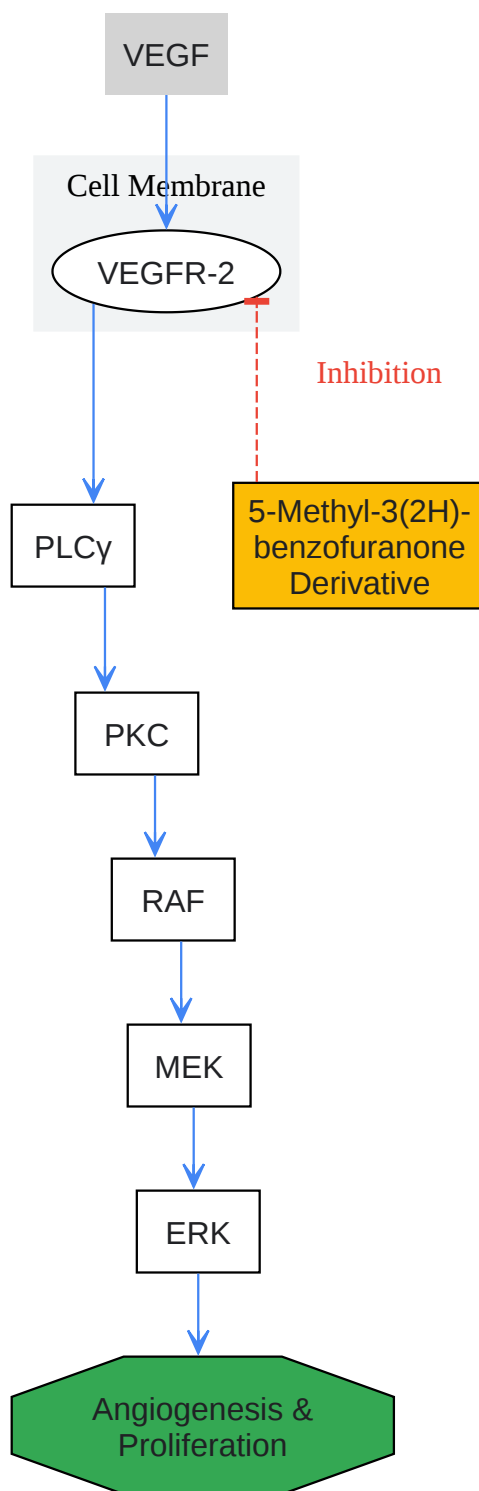 VEGF
Cell Membrane
VEGFR-2
Inhibition
5-Methyl-3(2H)-
benzofuranone
Derivative
PLCγ
PKC
RAF
MEK
ERK
Angiogenesis &
Proliferation